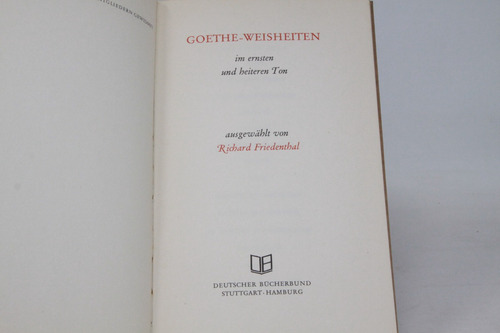 GOETHE-WEISHEITEN
im ernsten
und heiteren Ton
ausgewählt von
Richard Friedenthal
DEUTSCHER BÜCHERBUND
STUTTGART-HAMBURG